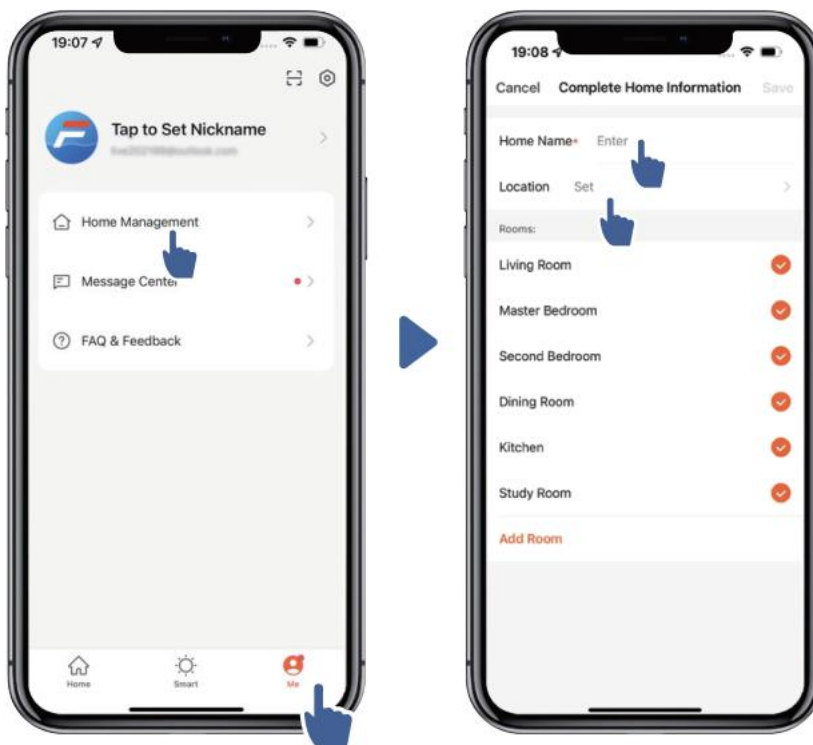 19:07
Tap to Set Nickname
Home Management
Message Center
FAQ & Feedback
Home
Smart
Me
19:08
Cancel Complete Home Information Save
Home Name* Enter
Location Set
Rooms:
Living Room
Master Bedroom
Second Bedroom
Dining Room
Kitchen
Study Room
Add Room